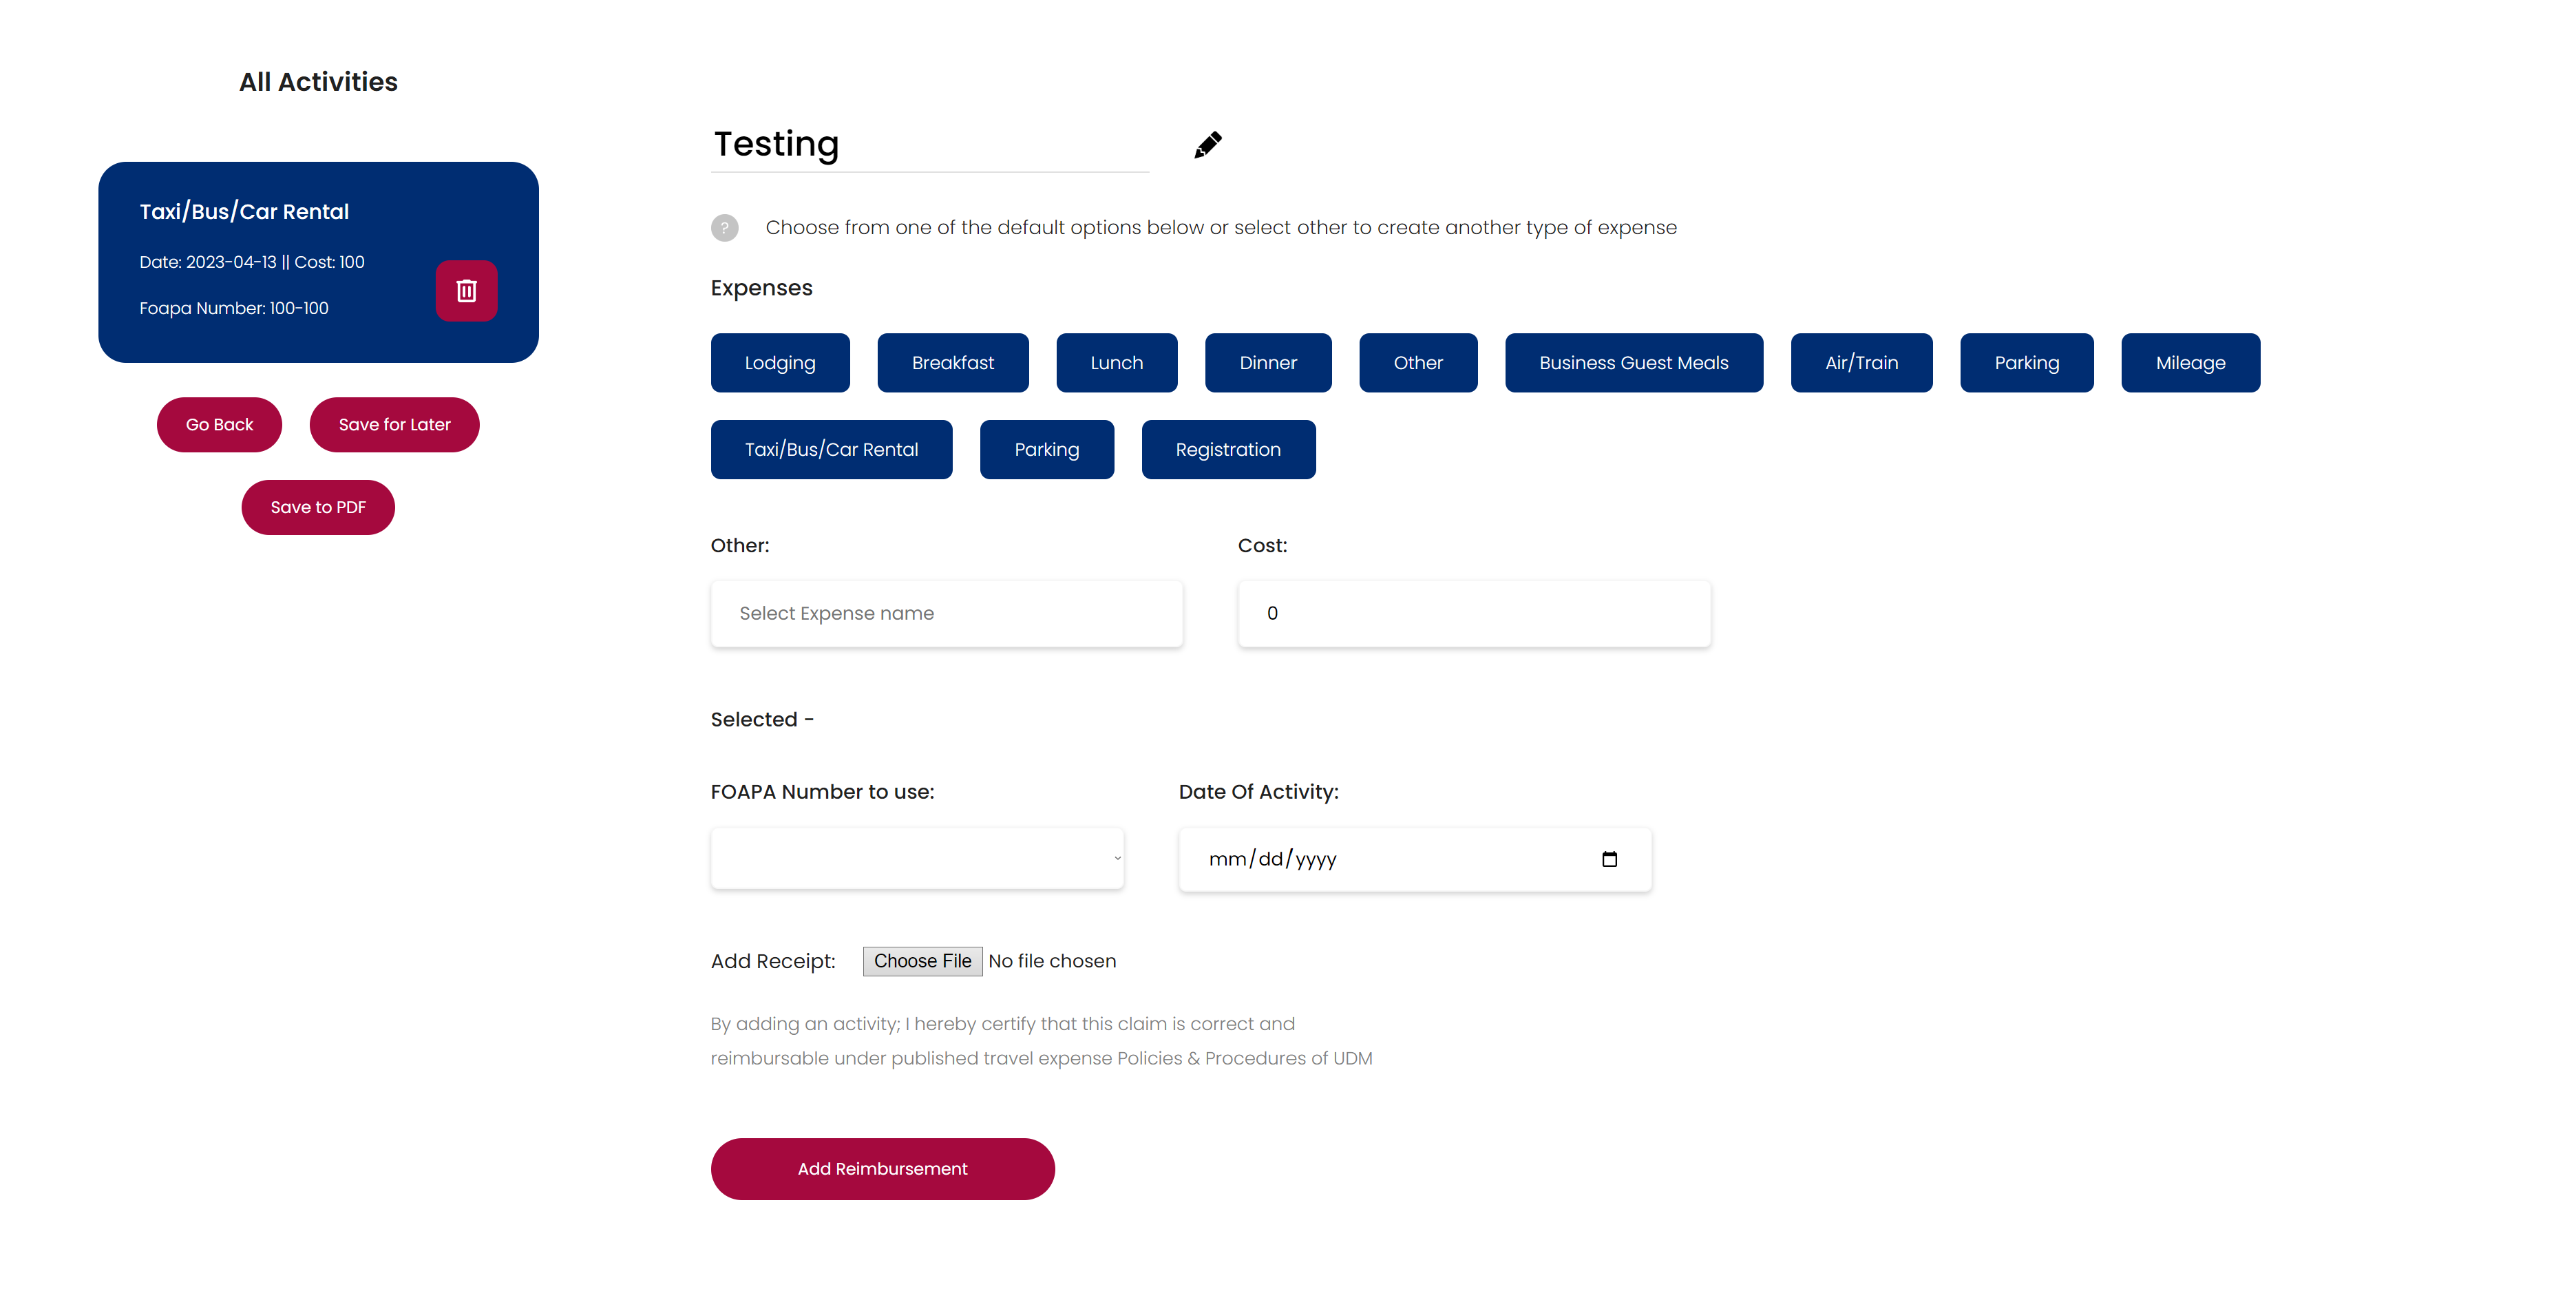 All Activities
Taxi/Bus/Car Rental
Date: 2023-04-13 || Cost: 100
Foapa Number: 100-100
Go Back
Save for Later
Save to PDF
Testing
? Choose from one of the default options below or select other to create another type of expense
Expenses
Lodging Breakfast Lunch Dinner Other Business Guest Meals Air/Train Parking Mileage
Taxi/Bus/Car Rental Parking Registration
Other: Cost:
Select Expense name 0
Selected -
FOAPA Number to use: Date Of Activity:
mm/dd/yyyy
Add Receipt: Choose File No file chosen
By adding an activity; I hereby certify that this claim is correct and
reimbursable under published travel expense Policies & Procedures of UDM
Add Reimbursement